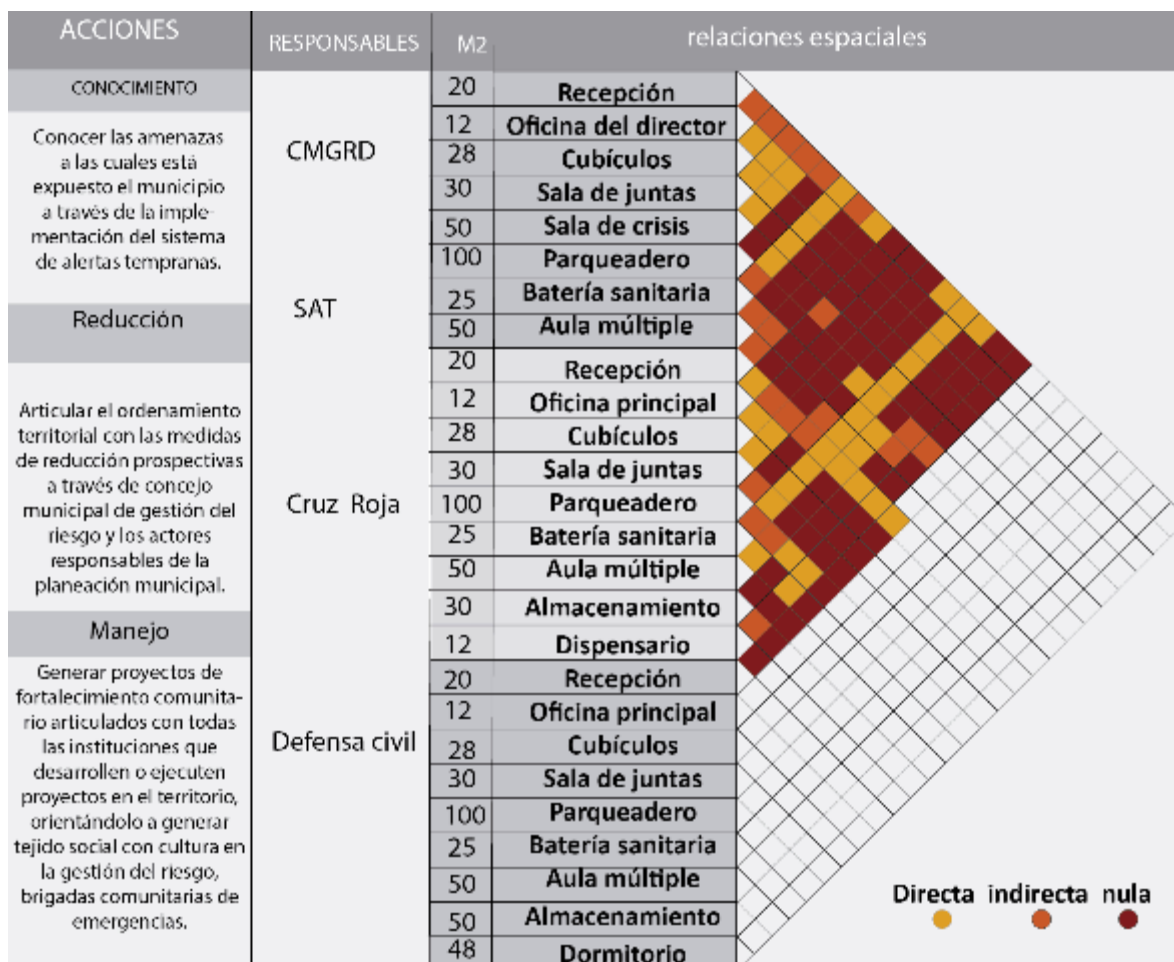 ACCIONES
RESPONSABLES
M2
relaciones espaciales
CONOCIMIENTO
Conocer las amenazas
a las cuales está
expuesto el municipio
a través de la imple-
mentación del sistema
de alertas tempranas.
Reducción
Articular el ordenamiento
territorial con las medidas
de reducción prospectivas
a través de concejo
municipal de gestión del
riesgo y los actores
responsables de la
planeación municipal.
Manejo
Generar proyectos de
fortalecimiento comunita-
rio articulados con todas
las instituciones que
desarrollen o ejecuten
proyectos en el territorio,
orientándolo a generar
tejido social con cultura en
la gestión del riesgo,
brigadas comunitarias de
emergencias.
CMGRD
SAT
Cruz Roja
Defensa civil
20 Recepción
12 Oficina del director
28 Cubículos
30 Sala de juntas
50 Sala de crisis
100 Parqueadero
25 Batería sanitaria
50 Aula múltiple
20 Recepción
12 Oficina principal
28 Cubículos
30 Sala de juntas
100 Parqueadero
25 Batería sanitaria
50 Aula múltiple
30 Almacenamiento
12 Dispensario
20 Recepción
12 Oficina principal
28 Cubículos
30 Sala de juntas
100 Parqueadero
25 Batería sanitaria
50 Aula múltiple
50 Almacenamiento
48 Dormitorio
Directa indirecta nula